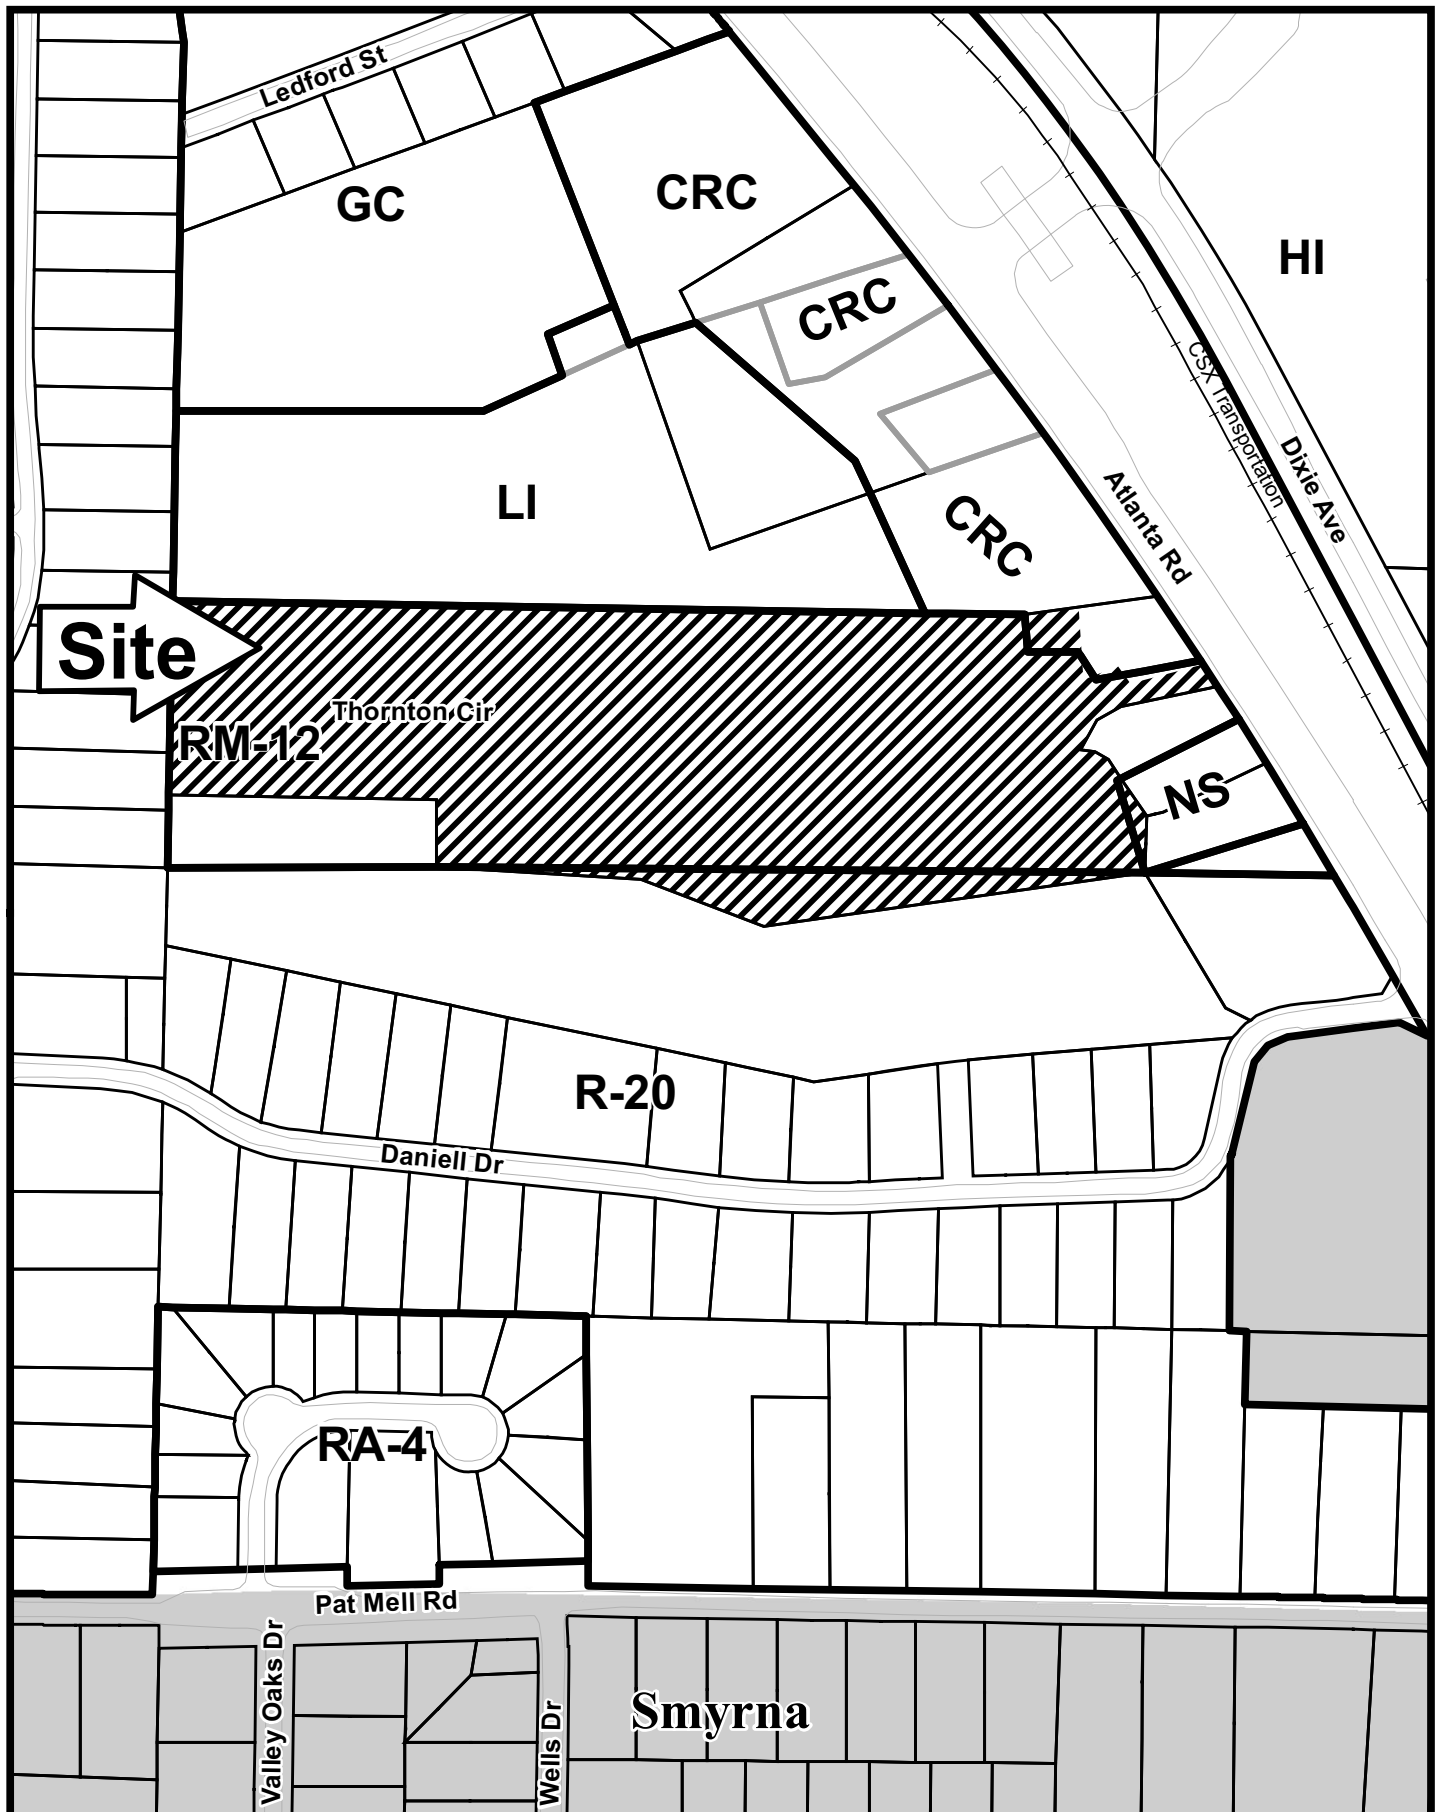 Ledford St
GC
CRC
HI
CRC
CSX Transportation
Dixie Ave
LI
Atlanta Rd
CRC
Site
Thornton Cir
RM-12
NS
R-20
Daniell Dr
RA-4
Pat Mell Rd
Valley Oaks Dr
Wells Dr
Smyrna